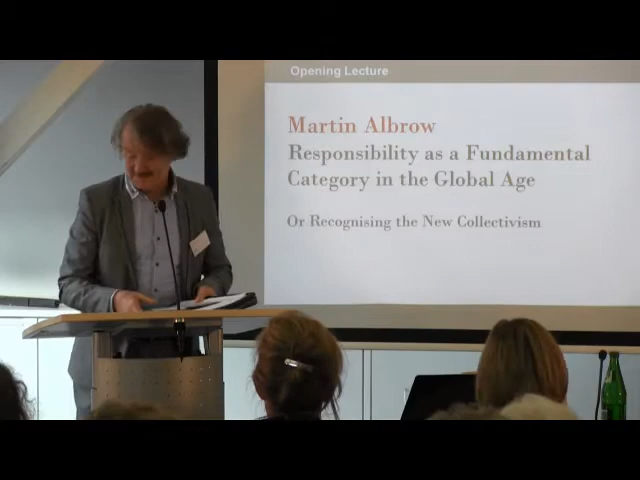 Opening Lecture
Martin Albrow
Responsibility as a Fundamental
Category in the Global Age
Or Recognising the New Collectivism